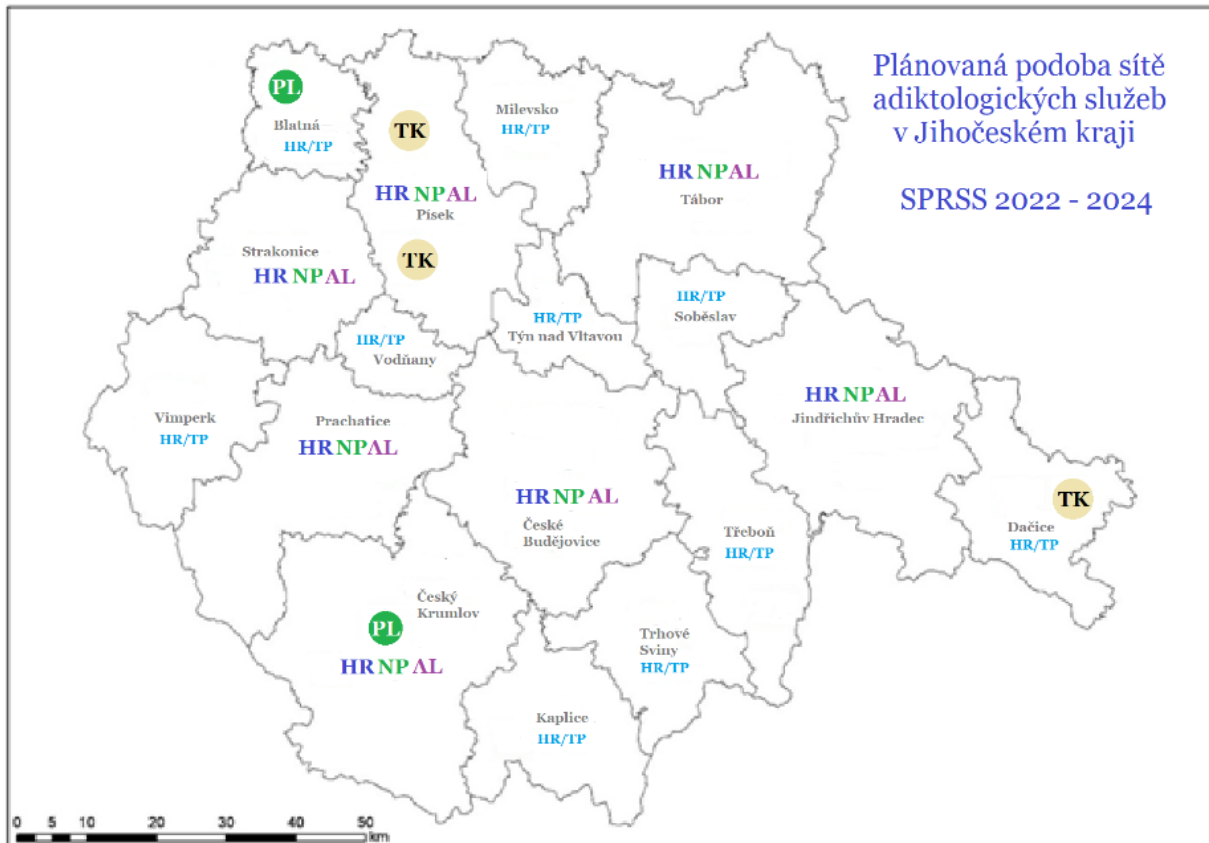 Plánovaná podoba sítě
adiktologických služeb
v Jihočeském kraji
SPRSS 2022 - 2024
PL
Blatná
HR/TP
TK
HR NP AL
Písek
TK
Milevsko
HR/TP
HR NP AL
Tábor
Strakonice
HR NP AL
HR/TP
Vodňany
HR/TP
Týn nad Vltavou
HR/TP
Soběslav
Vimperk
HR/TP
Prachatice
HR NP AL
HR NP AL
Jindřichův Hradec
HR NP AL
České
Budějovice
Třeboň
HR/TP
TK
Dačice
HR/TP
Český
Krumlov
PL
HR NP AL
Trhové
Sviny
HR/TP
Kaplice
HR/TP
0 5 10 20 30 40 50
km